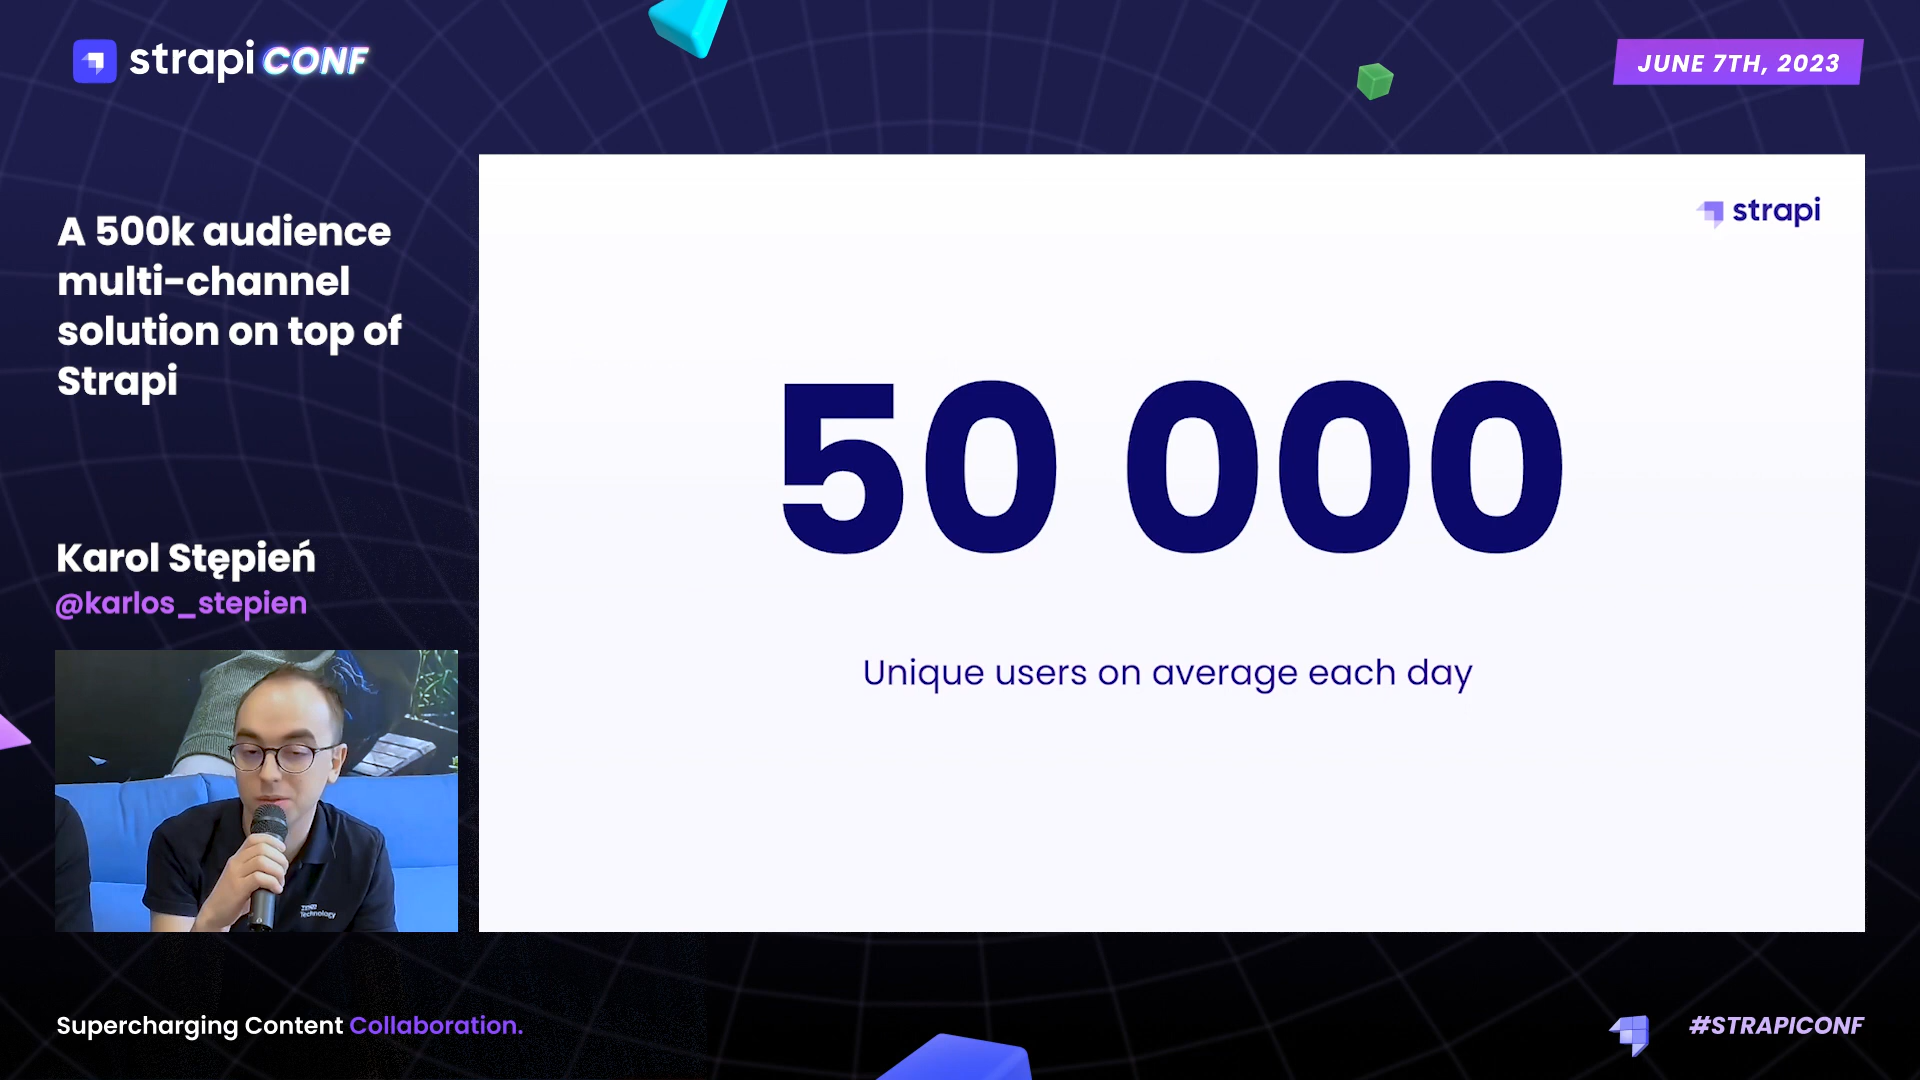 strapi CONF
JUNE 7TH, 2023
A 500k audience
multi-channel
solution on top of
Strapi
strapi
50 000
Unique users on average each day
Karol Stępień
@karlos_stepien
Technology
Supercharging Content Collaboration.
#STRAPICONF